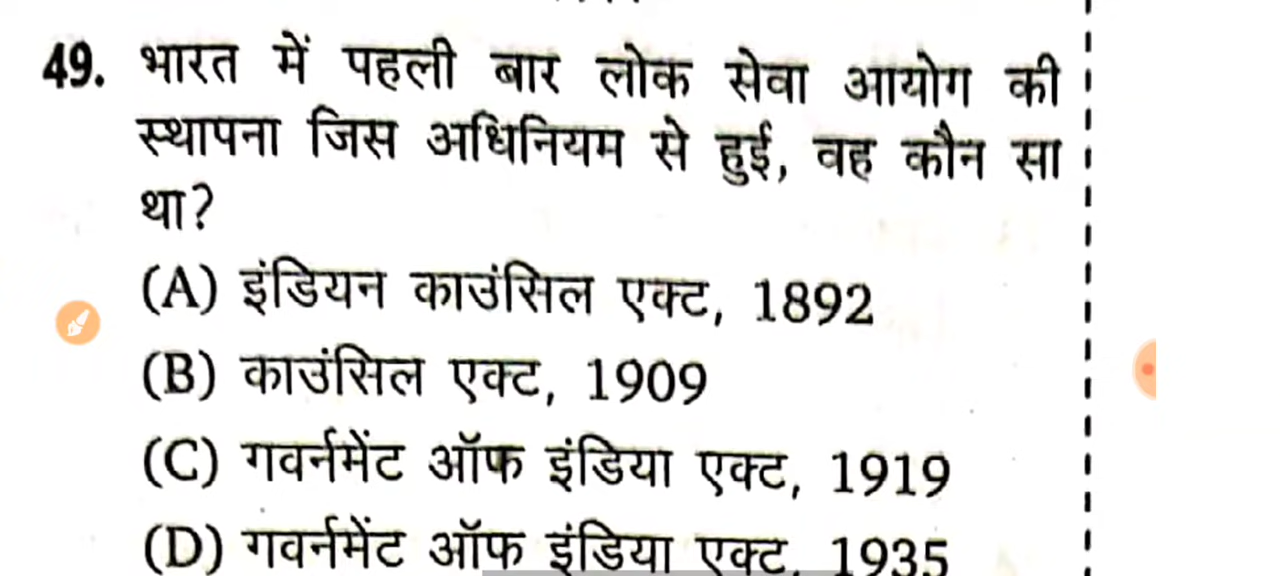 49. भारत में पहली बार लोक सेवा आयोग की
स्थापना जिस अधिनियम से हुई, वह कौन सा
था?
(A) इंडियन काउंसिल एक्ट, 1892
(B) काउंसिल एक्ट, 1909
(C) गवर्नमेंट ऑफ इंडिया एक्ट, 1919
(D) गवर्नमेंट ऑफ इंडिया एक्ट, 1935